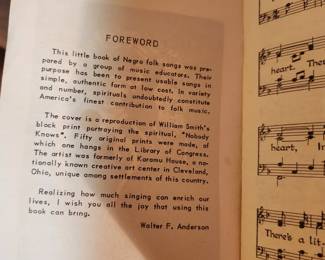 FOREWORD
This little book of Negro folk songs was pre-
pared by a group of music educators. Their
purpose has been to present usable songs in
simple, authentic form at low cost. In variety
and number, spirituals undoubtedly constitute
America's finest contribution to folk music.
The cover is a reproduction of William Smith's
block print portraying the spiritual, "Nobody
Knows". Fifty original prints were made, of
which one hangs in the Library of Congress.
The artist was formerly of Karamu House, a na-
tionally known creative art center in Cleveland,
Ohio, unique among settlements of this country.
Realizing how much singing can enrich our
lives, I wish you all the joy that using this
book can bring.
Walter F. Anderson
heart. The
heart, In
There's a lit